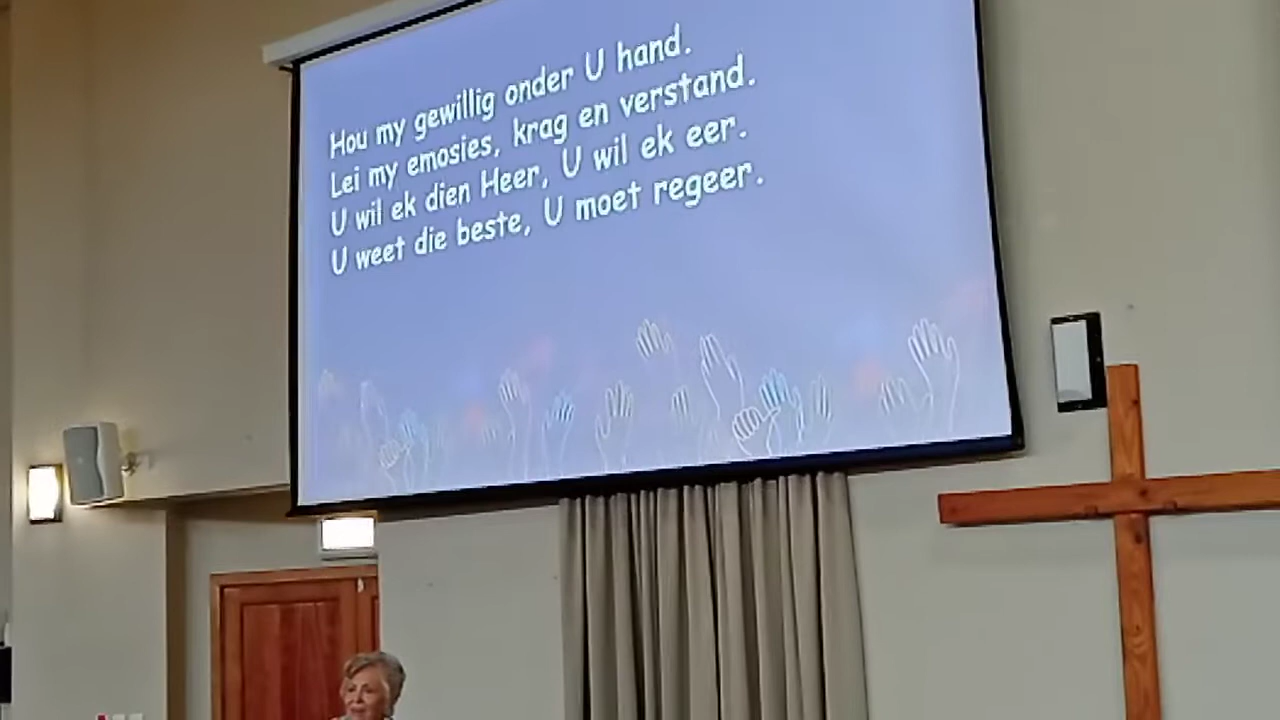 Hou my gewillig onder U hand.
Lei my emosies, krag en verstand.
U wil ek dien Heer, U wil ek eer.
U weet die beste, U moet regeer.